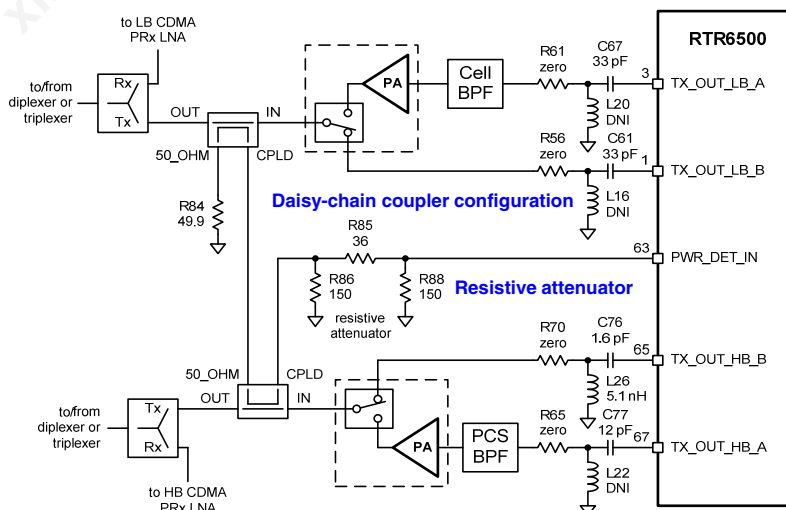 to LB CDMA
PRx LNA
RTR6500
to/from
diplexer or
triplexer
Rx
Tx
OUT
IN
50_OHM
CPLD
PA
Cell
BPF
R61
zero
C67
33 pF
3
TX_OUT_LB_A
L20
DNI
R56
zero
C61
33 pF
1
TX_OUT_LB_B
L16
DNI
R84
49.9
Daisy-chain coupler configuration
R85
36
63
PWR_DET_IN
R86
150
R88
150
Resistive attenuator
resistive
attenuator
R70
zero
C76
1.6 pF
65
TX_OUT_HB_B
L26
5.1 nH
50_OHM
CPLD
OUT
IN
to/from
diplexer or
triplexer
Tx
Rx
PA
PCS
BPF
R65
zero
C77
12 pF
67
TX_OUT_HB_A
L22
DNI
to HB CDMA
PRx LNA